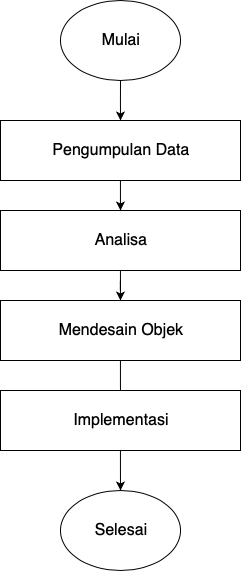 Mulai
Pengumpulan Data
Analisa
Mendesain Objek
Implementasi
Selesai